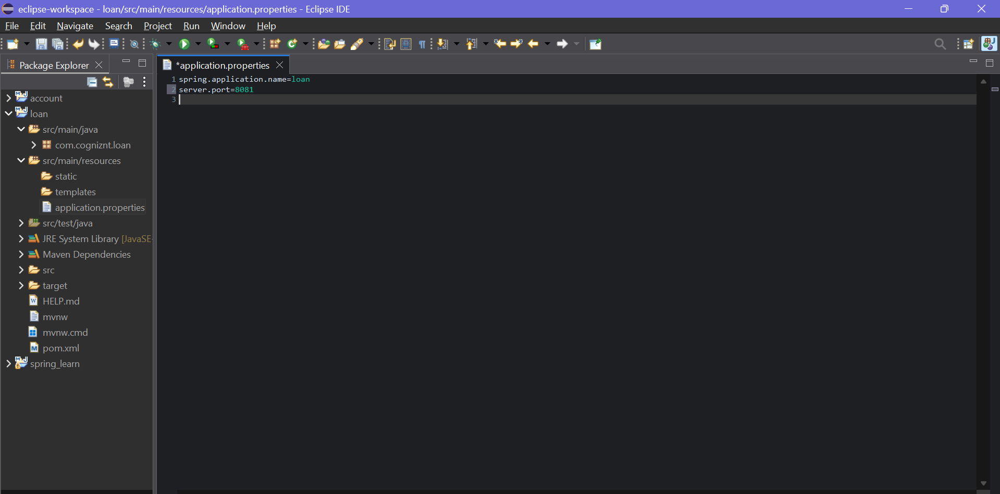 eclipse-workspace - loan/src/main/resources/application.properties - Eclipse IDE
File Edit Navigate Search Project Run Window Help
Package Explorer
*application.properties
1 spring.application.name=loan
2 server.port=8081
3
account
loan
src/main/java
com.cogniznt.loan
src/main/resources
static
templates
application.properties
src/test/java
JRE System Library [JavaSE-
Maven Dependencies
src
target
HELP.md
mvnw
mvnw.cmd
pom.xml
spring_learn